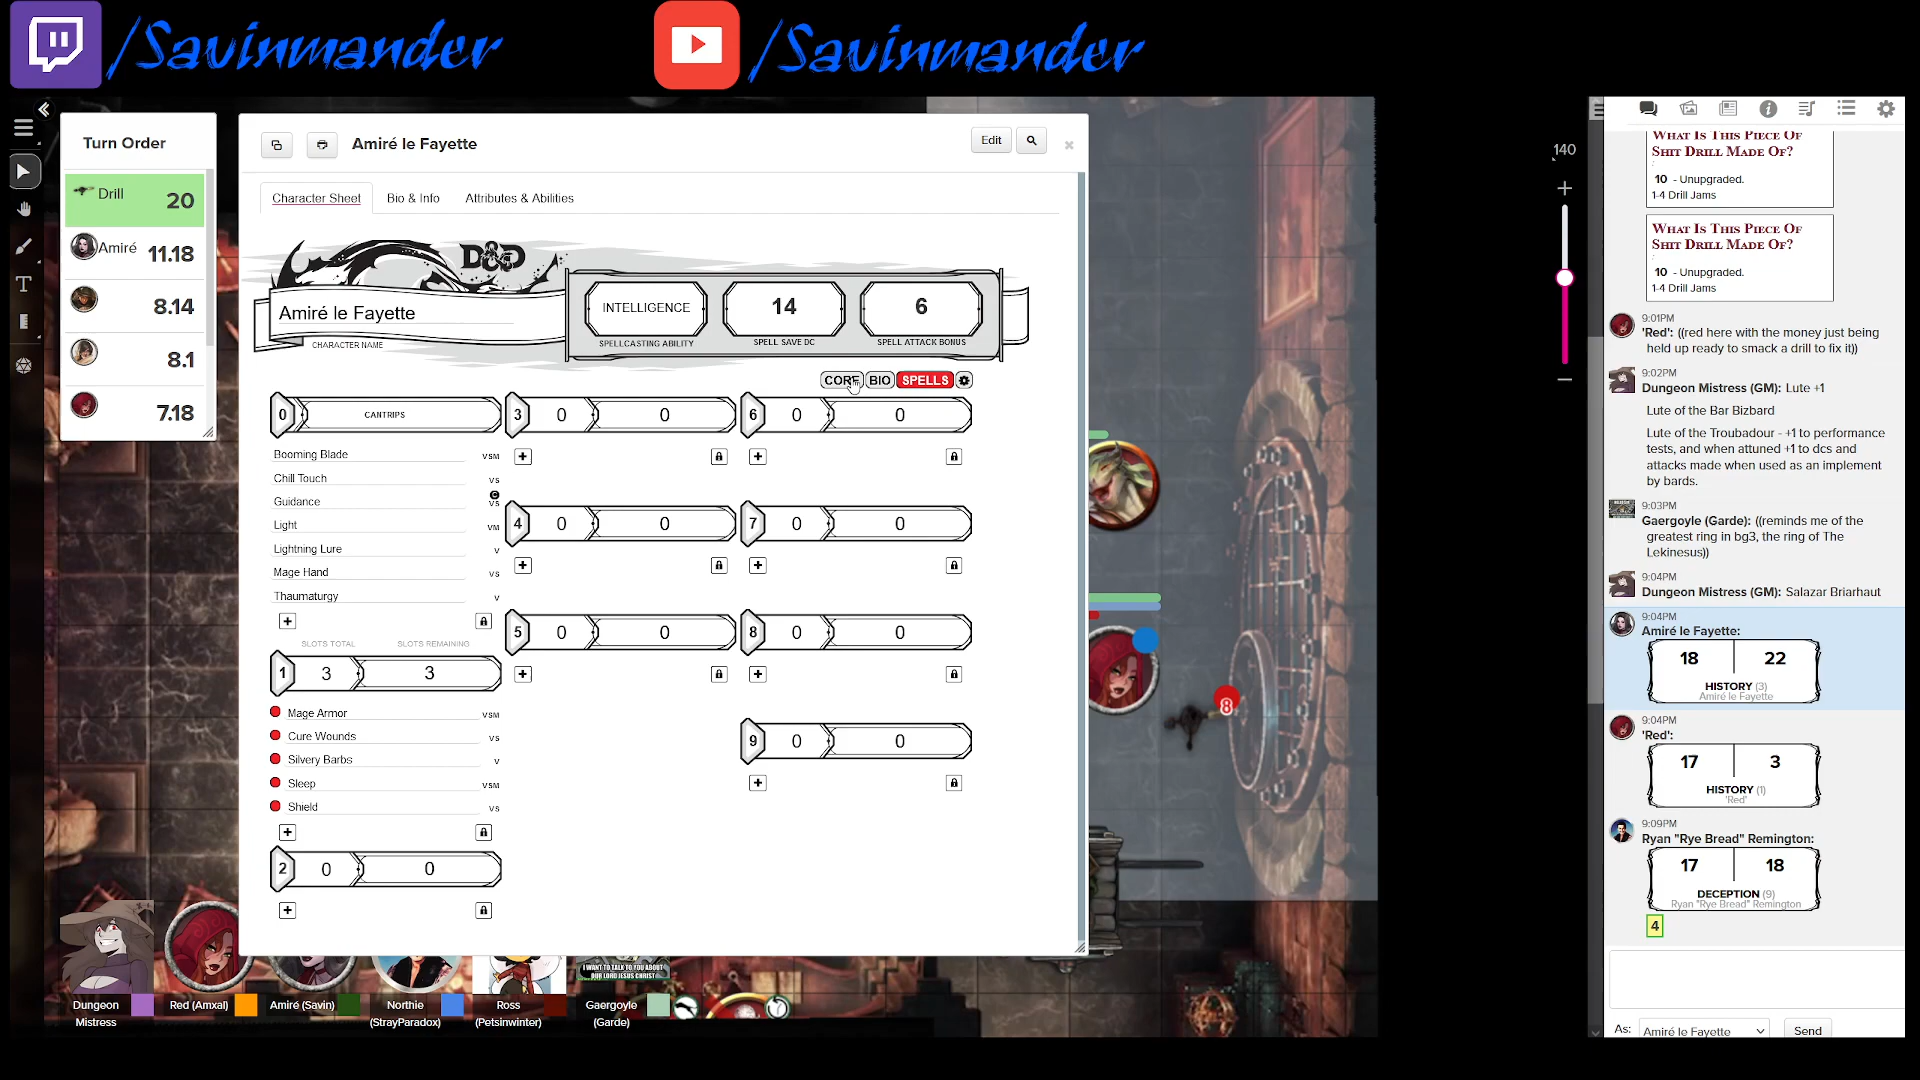 /Savinmander
/Savinmander
Turn Order
Drill 20
Amiré 11.18
8.14
8.1
7.18
Amiré le Fayette
Edit
Character Sheet
Bio & Info
Attributes & Abilities
D&D
Amiré le Fayette
CHARACTER NAME
INTELLIGENCE
SPELLCASTING ABILITY
14
SPELL SAVE DC
6
SPELL ATTACK BONUS
CORE
BIO
SPELLS
0 CANTRIPS
Booming Blade VSM
Chill Touch VS
Guidance C VS
Light VM
Lightning Lure V
Mage Hand VS
Thaumaturgy V
+
SLOTS TOTAL SLOTS REMAINING
1 3 3
Mage Armor VSM
Cure Wounds VS
Silvery Barbs V
Sleep VSM
Shield VS
+
2 0 0
+
3 0 0
+
4 0 0
+
5 0 0
+
6 0 0
+
7 0 0
+
8 0 0
+
9 0 0
+
8
140
What Is This Piece Of
Shit Drill Made Of?
10 - Unupgraded.
1-4 Drill Jams
What Is This Piece Of
Shit Drill Made Of?
10 - Unupgraded.
1-4 Drill Jams
9:01PM
'Red': ((red here with the money just being
held up ready to smack a drill to fix it))
9:02PM
Dungeon Mistress (GM): Lute +1
Lute of the Bar Bizbard
Lute of the Troubadour - +1 to performance
tests, and when attuned +1 to dcs and
attacks made when used as an implement
by bards.
9:03PM
Gaergoyle (Garde): ((reminds me of the
greatest ring in bg3, the ring of The
Lekinesus))
9:04PM
Dungeon Mistress (GM): Salazar Briarhaut
9:04PM
Amiré le Fayette:
18 22
HISTORY (3)
Amiré le Fayette
9:04PM
'Red':
17 3
HISTORY (1)
'Red'
9:09PM
Ryan "Rye Bread" Remington:
17 18
DECEPTION (9)
Ryan "Rye Bread" Remington
4
As: Amiré le Fayette
Send
I WANT TO TALK TO YOU ABOUT
OUR LORD JESUS CHRIST
Dungeon
Mistress
Red (Amxal)
Amiré (Savin)
Northie
(StrayParadox)
Ross
(Petsinwinter)
Gaergoyle
(Garde)